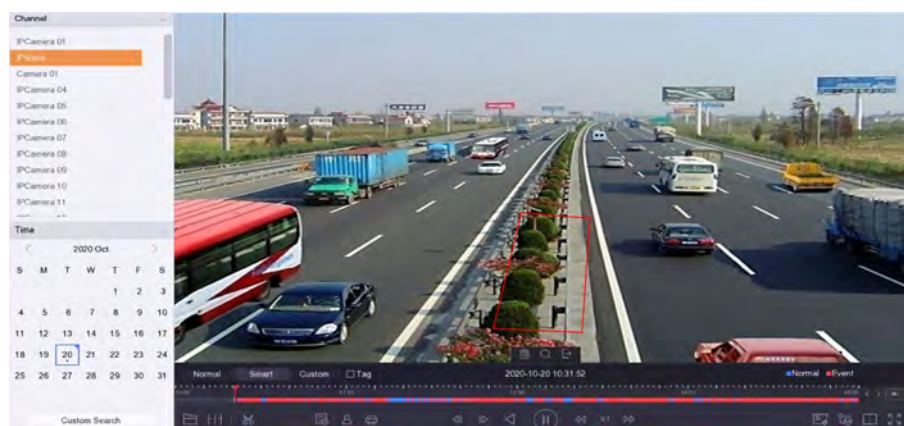 Channel
IPCamera 01
Camera 01
IPCamera 04
IPCamera 05
IPCamera 06
IPCamera 07
IPCamera 08
IPCamera 09
IPCamera 10
IPCamera 11
Time
2020 Oct
S M T W T F S
1 2 3
4 5 6 7 8 9 10
11 12 13 14 15 16 17
18 19 20 21 22 23 24
25 26 27 28 29 30 31
Custom Search
Normal Smart Custom Tag 2020-10-20 10:31:52 Normal Event
X1